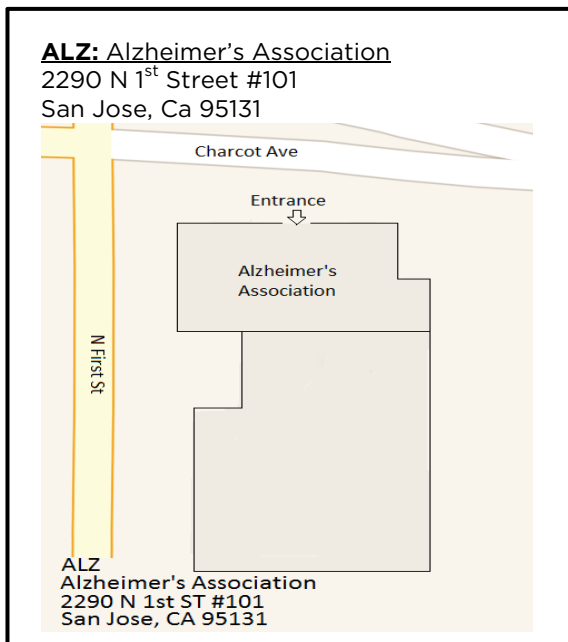 ALZ: Alzheimer’s Association
2290 N 1st Street #101
San Jose, Ca 95131
Charcot Ave
Entrance
Alzheimer's
Association
N First St
ALZ
Alzheimer's Association
2290 N 1st ST #101
San Jose, CA 95131